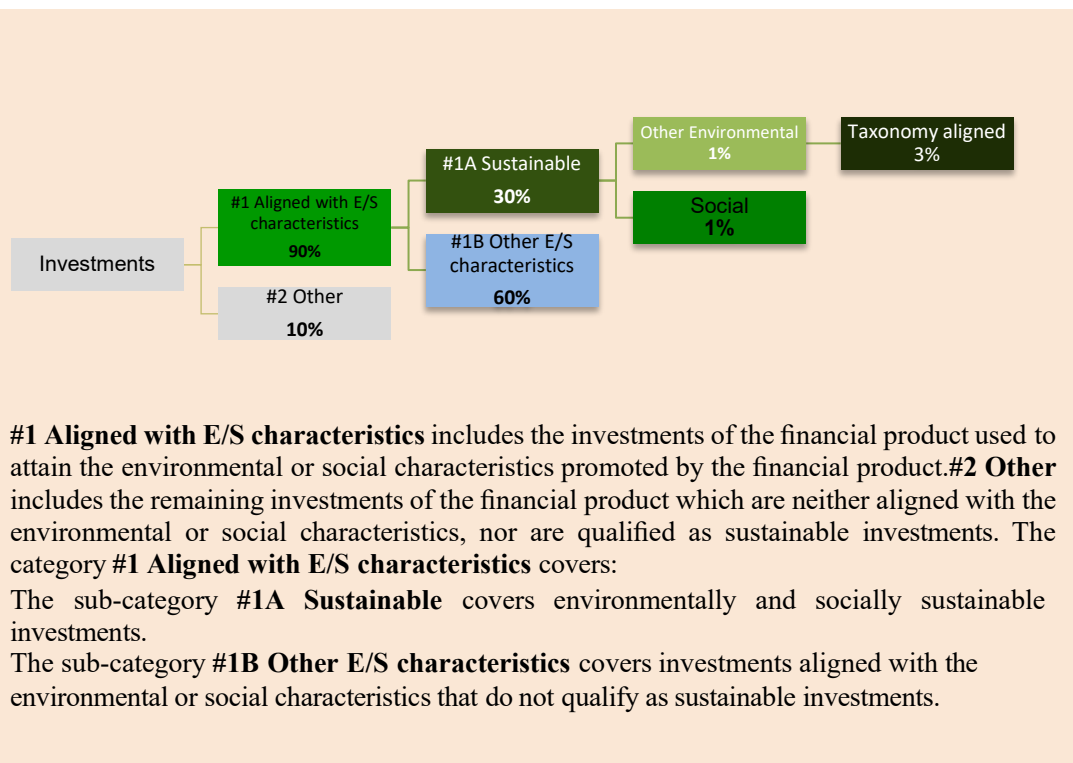 Investments
#1 Aligned with E/S
characteristics
90%
#2 Other
10%
#1A Sustainable
30%
#1B Other E/S
characteristics
60%
Other Environmental
1%
Social
1%
Taxonomy aligned
3%
#1 Aligned with E/S characteristics includes the investments of the financial product used to
attain the environmental or social characteristics promoted by the financial product.#2 Other
includes the remaining investments of the financial product which are neither aligned with the
environmental or social characteristics, nor are qualified as sustainable investments. The
category #1 Aligned with E/S characteristics covers:
The sub-category #1A Sustainable covers environmentally and socially sustainable
investments.
The sub-category #1B Other E/S characteristics covers investments aligned with the
environmental or social characteristics that do not qualify as sustainable investments.